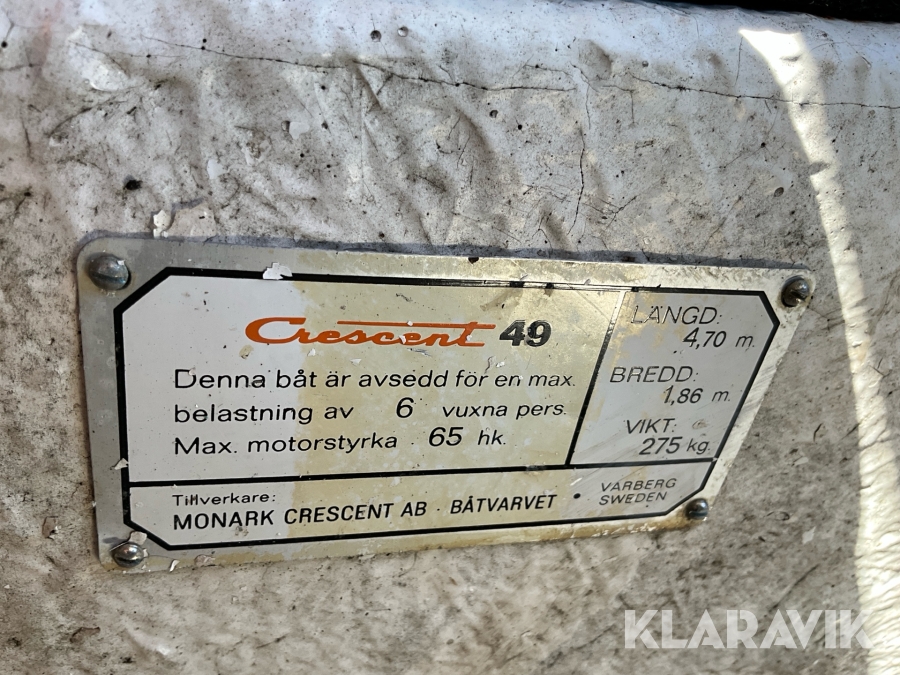 Crescent 49
Denna båt är avsedd för en max.
belastning av 6 vuxna pers.
Max. motorstyrka 65 hk.
LÄNGD:
4,70 m.
BREDD:
1,86 m.
VIKT:
275 kg.
Tillverkare:
MONARK CRESCENT AB · BÅTVARVET
VARBERG
SWEDEN
KLARAVIK